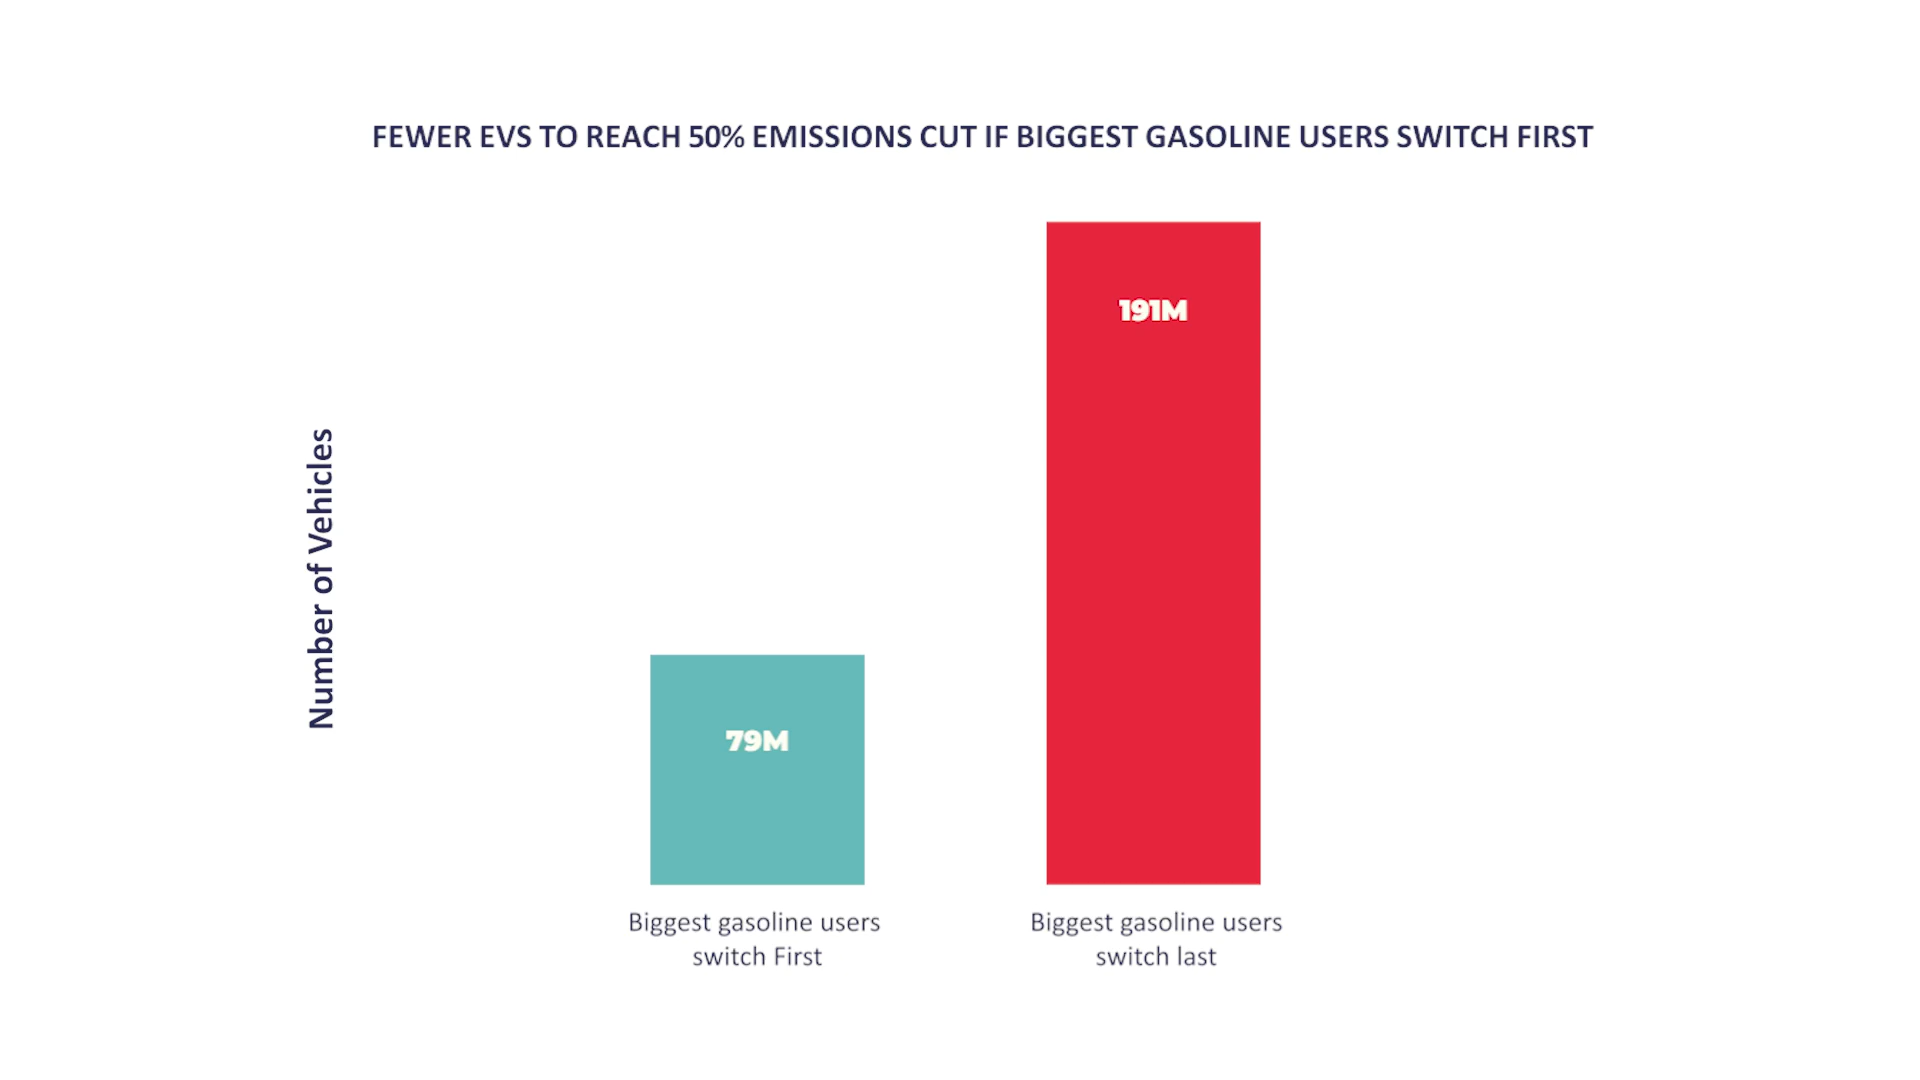 FEWER EVS TO REACH 50% EMISSIONS CUT IF BIGGEST GASOLINE USERS SWITCH FIRST
191M
Number of Vehicles
79M
Biggest gasoline users
switch First
Biggest gasoline users
switch last